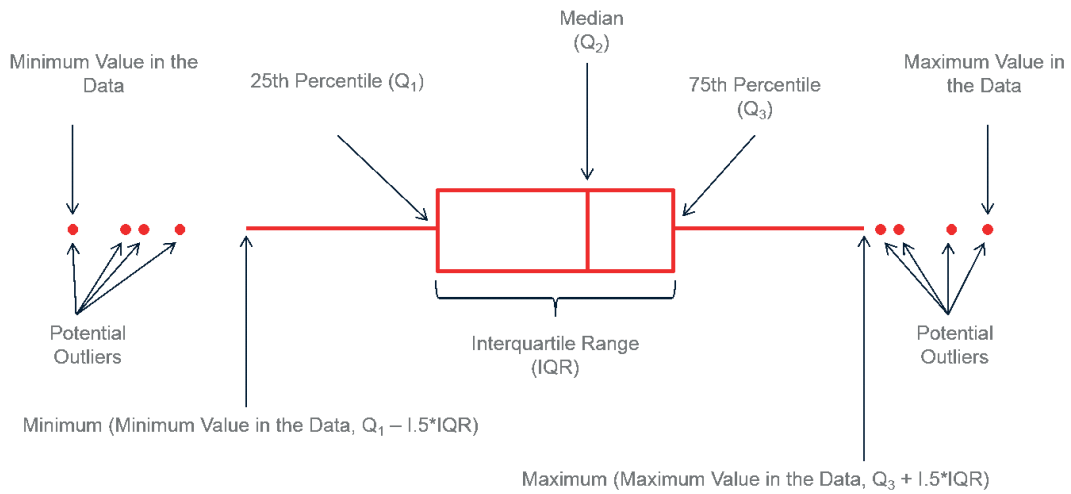 Median
(Q₂)
Minimum Value in the
Data
25th Percentile (Q₁)
75th Percentile
(Q₃)
Maximum Value in
the Data
Potential
Outliers
Interquartile Range
(IQR)
Potential
Outliers
Minimum (Minimum Value in the Data, Q₁ – I.5*IQR)
Maximum (Maximum Value in the Data, Q₃ + I.5*IQR)